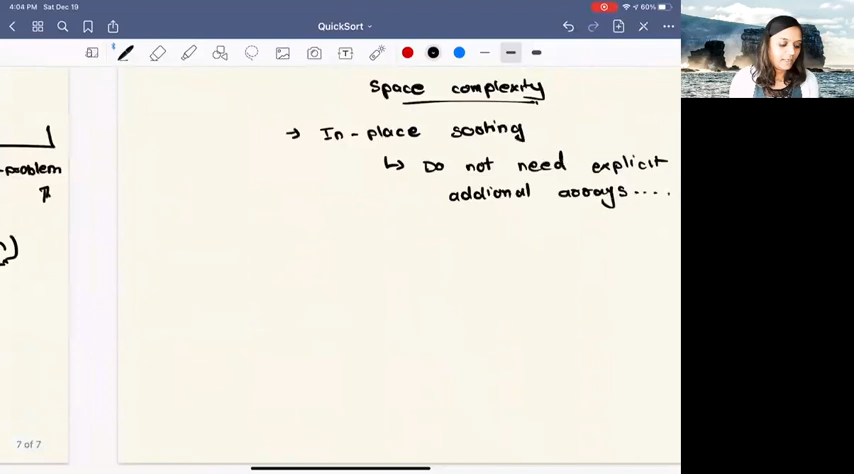 4:04 PM Sat Dec 19
60%
QuickSort
T
Space complexity
→ In-place sorting
↳ Do not need explicit
addional arrays....
-problem
7 of 7